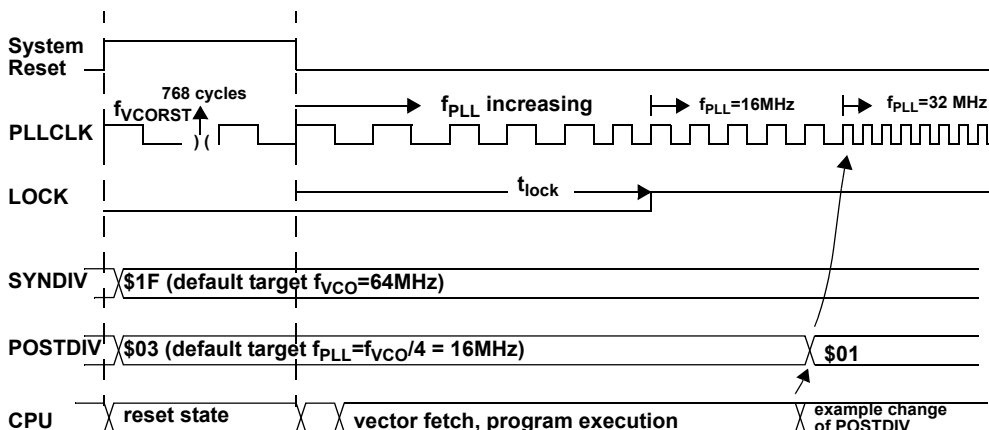 System
Reset
768 cycles
fVCORST
fPLL increasing
fPLL=16MHz
fPLL=32 MHz
PLLCLK
) (
tlock
LOCK
SYNDIV
$1F (default target fVCO=64MHz)
POSTDIV
$03 (default target fPLL=fVCO/4 = 16MHz)
$01
CPU
reset state
vector fetch, program execution
example change
of POSTDIV